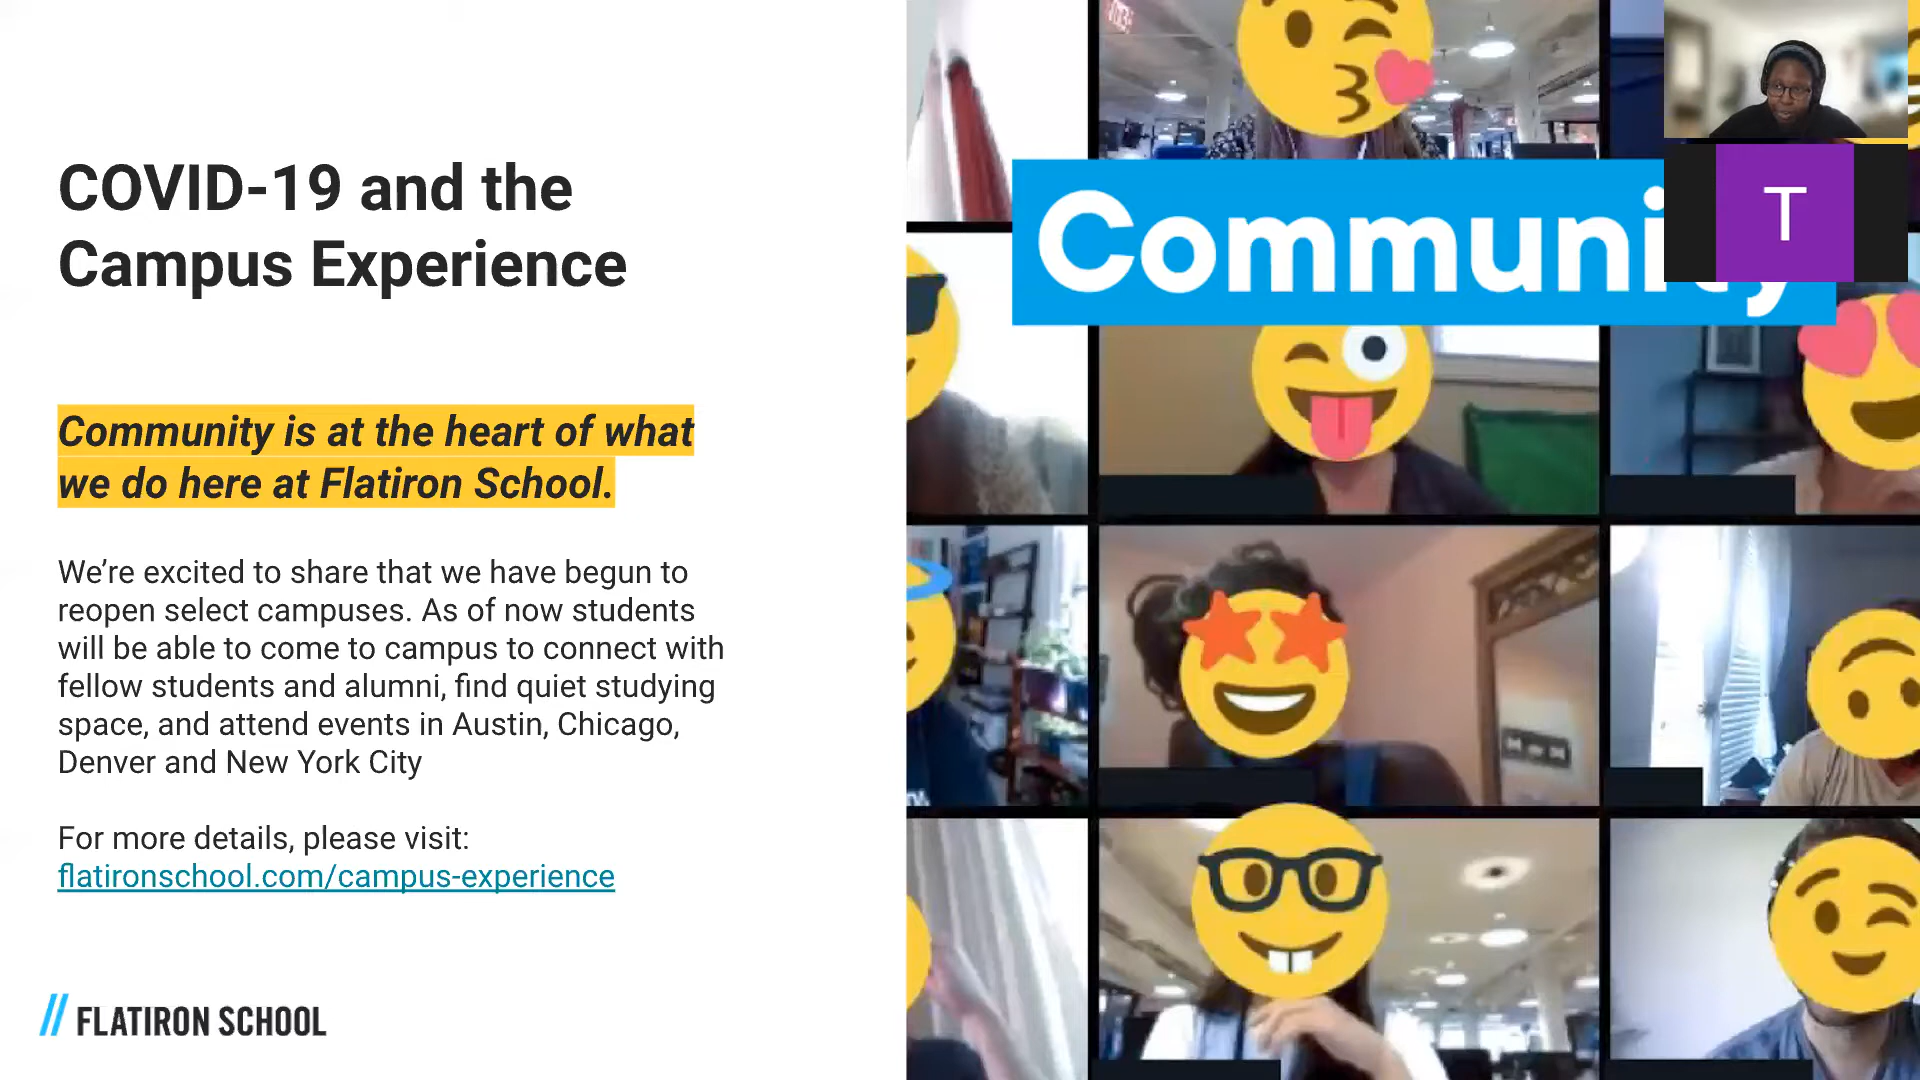 COVID-19 and the
Campus Experience
Community is at the heart of what
we do here at Flatiron School.
We’re excited to share that we have begun to
reopen select campuses. As of now students
will be able to come to campus to connect with
fellow students and alumni, find quiet studying
space, and attend events in Austin, Chicago,
Denver and New York City
For more details, please visit:
flatironschool.com/campus-experience
// FLATIRON SCHOOL
Community
T